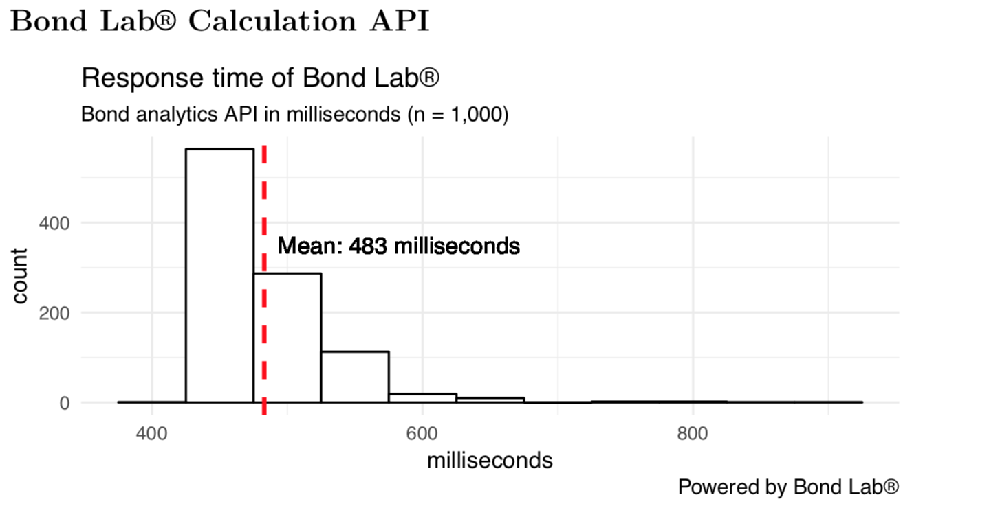 Bond Lab® Calculation API
Response time of Bond Lab®
Bond analytics API in milliseconds (n = 1,000)
400
Mean: 483 milliseconds
count
200
0
400 600 800
milliseconds
Powered by Bond Lab®